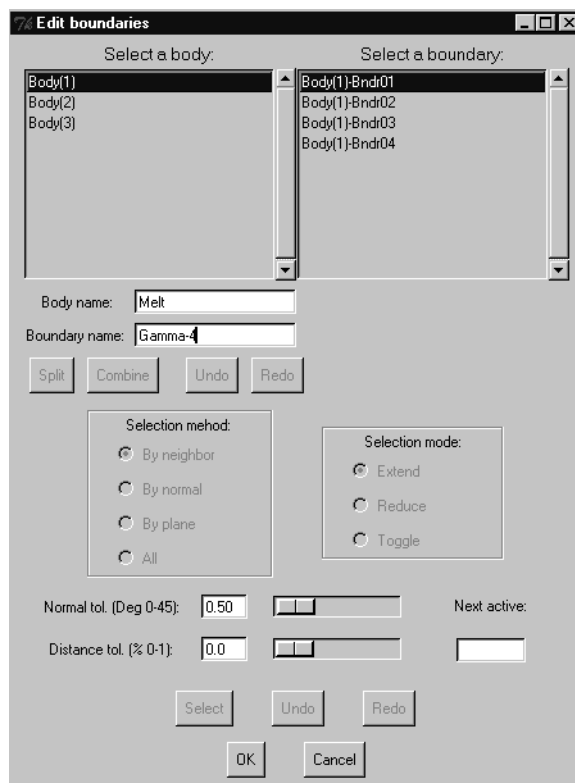 Edit boundaries
Select a body: Select a boundary:
Body(1) Body(1)-Bndr01
Body(2) Body(1)-Bndr02
Body(3) Body(1)-Bndr03
Body(1)-Bndr04
Body name: Melt
Boundary name: Gamma-4
Split Combine Undo Redo
Selection mehod: Selection mode:
By neighbor Extend
By normal Reduce
By plane Toggle
All
Normal tol. (Deg 0-45): 0.50 Next active:
Distance tol. (% 0-1): 0.0
Select Undo Redo
OK Cancel